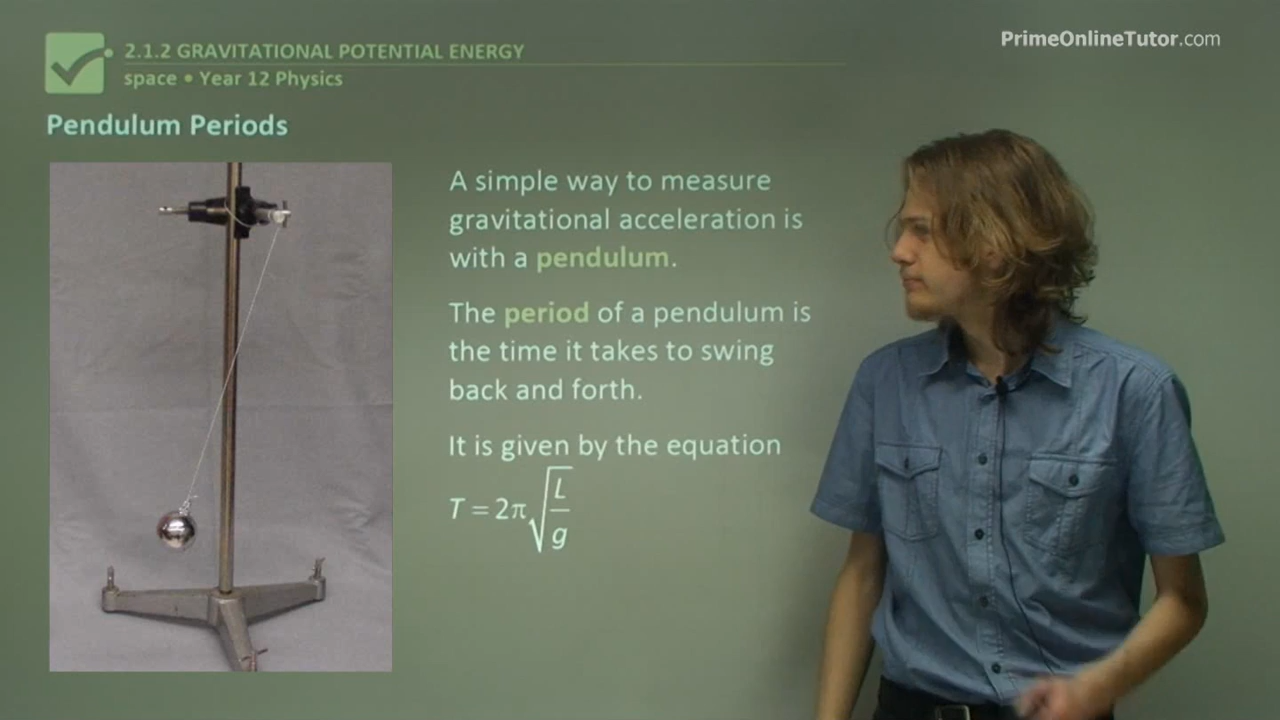 2.1.2 GRAVITATIONAL POTENTIAL ENERGY
space • Year 12 Physics
PrimeOnlineTutor.com
Pendulum Periods
A simple way to measure
gravitational acceleration is
with a pendulum.
The period of a pendulum is
the time it takes to swing
back and forth.
It is given by the equation
T = 2π√(L/g)